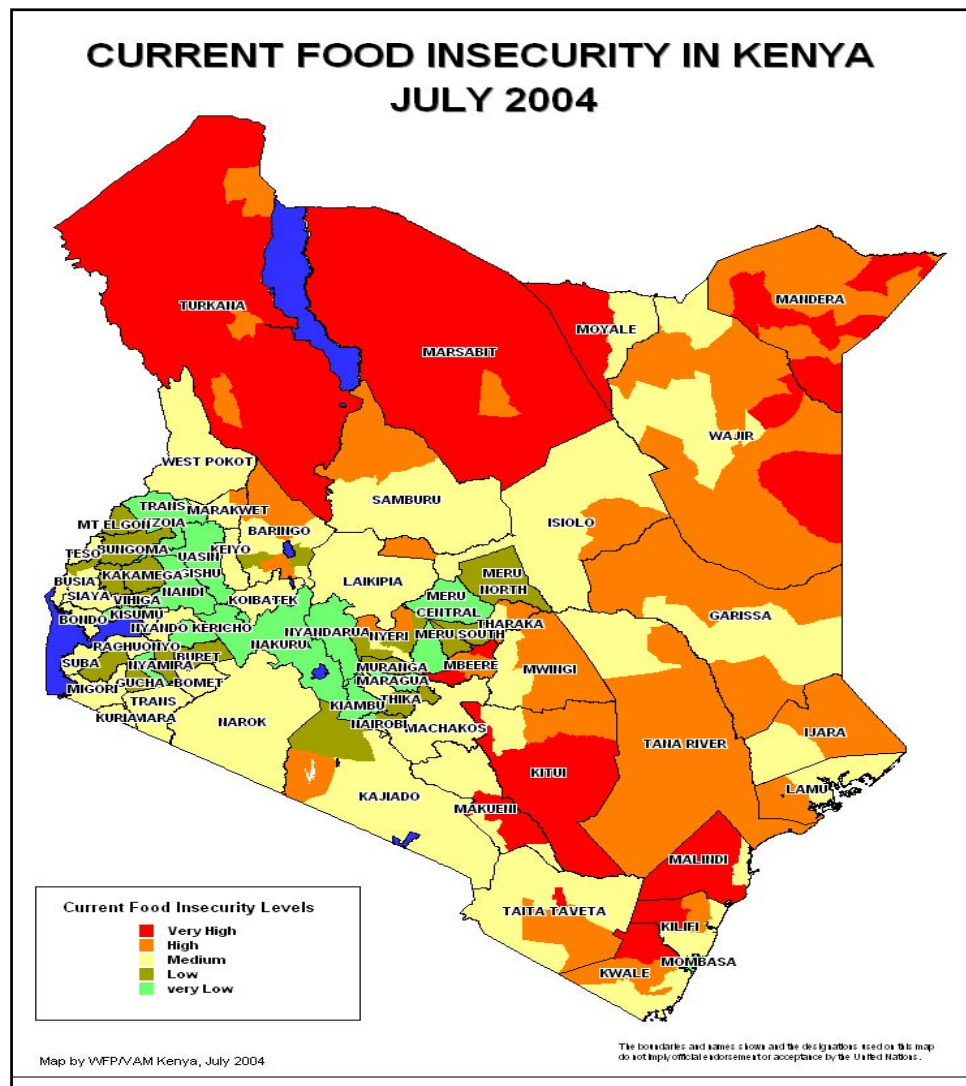 CURRENT FOOD INSECURITY IN KENYA
JULY 2004
TURKANA
MARSABIT
MOYALE
MANDERA
WAJIR
WEST POKOT
SAMBURU
ISIOLO
TRANS
NZOIA
MARAKWET
MT ELGON
BARINGO
BUNGOMA
UASIN
GISHU
KEIYO
TESO
KAKAMEGA
BUSIA
SIAYA
VIHIGA
NANDI
KOIBATEK
LAIKIPIA
MERU
NORTH
MERU
CENTRAL
THARAKA
GARISSA
BONDO
KISUMU
NYANDO
KERICHO
NYANDARUA
NYERI
MERU SOUTH
RACHUONYO
BURET
NAKURU
MURANGA
MBEERE
MWINGI
SUBA
NYAMIRA
GUCHA
BOMET
MARAGUA
THIKA
MIGORI
TRANS
MARA
KURIA
NAROK
KIAMBU
NAIROBI
MACHAKOS
TANA RIVER
IJARA
KITUI
LAMU
KAJIADO
MAKUENI
MALINDI
TAITA TAVETA
KILIFI
MOMBASA
KWALE
Current Food Insecurity Levels
Very High
High
Medium
Low
very Low
Map by WFP/VAM Kenya, July 2004
The boundaries and names shown and the designations used on this map
do not imply official endorsement or acceptance by the United Nations.